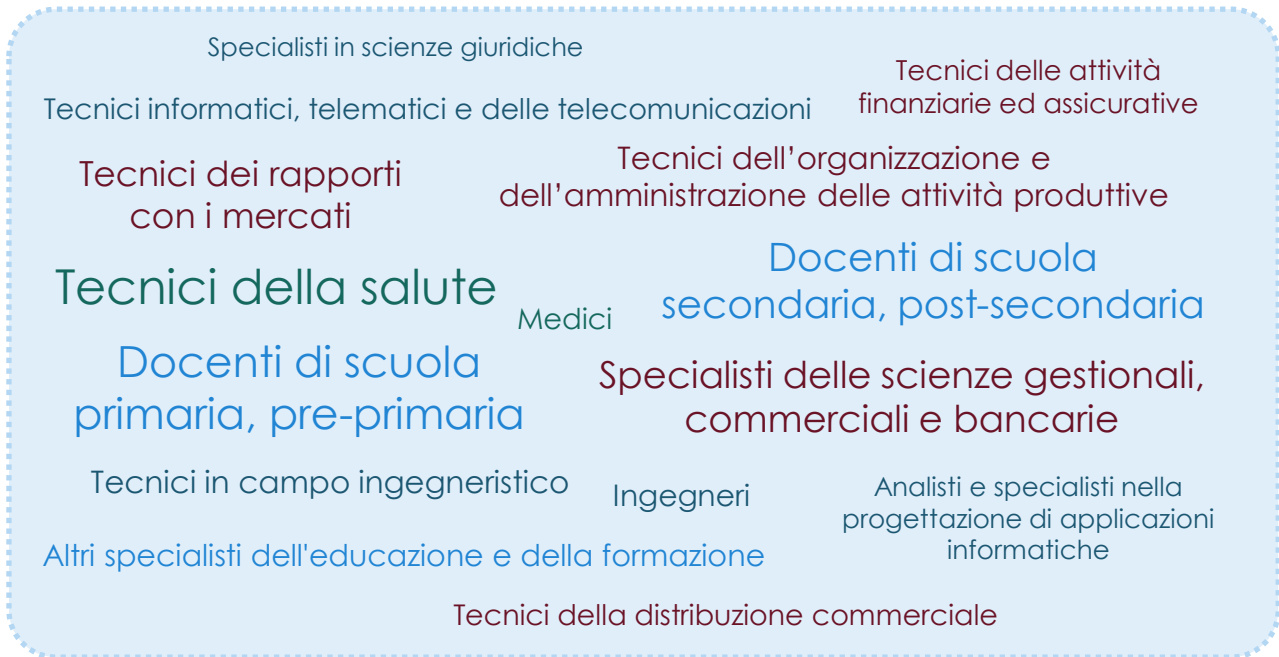 Specialisti in scienze giuridiche
Tecnici delle attività
finanziarie ed assicurative
Tecnici informatici, telematici e delle telecomunicazioni
Tecnici dei rapporti
con i mercati
Tecnici dell’organizzazione e
dell’amministrazione delle attività produttive
Tecnici della salute
Medici
Docenti di scuola
secondaria, post-secondaria
Docenti di scuola
primaria, pre-primaria
Specialisti delle scienze gestionali,
commerciali e bancarie
Tecnici in campo ingegneristico
Ingegneri
Analisti e specialisti nella
progettazione di applicazioni
informatiche
Altri specialisti dell'educazione e della formazione
Tecnici della distribuzione commerciale